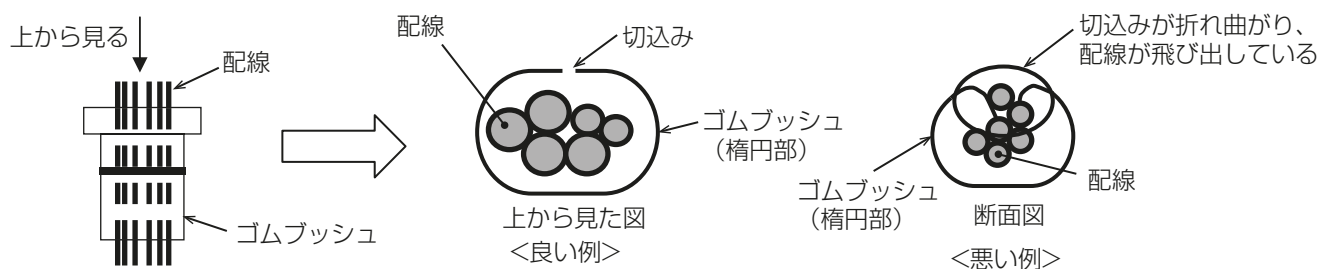 上から見る
配線
ゴムブッシュ
配線
切込み
ゴムブッシュ
（楕円部）
上から見た図
＜良い例＞
切込みが折れ曲がり、
配線が飛び出している
ゴムブッシュ
（楕円部）
配線
断面図
＜悪い例＞